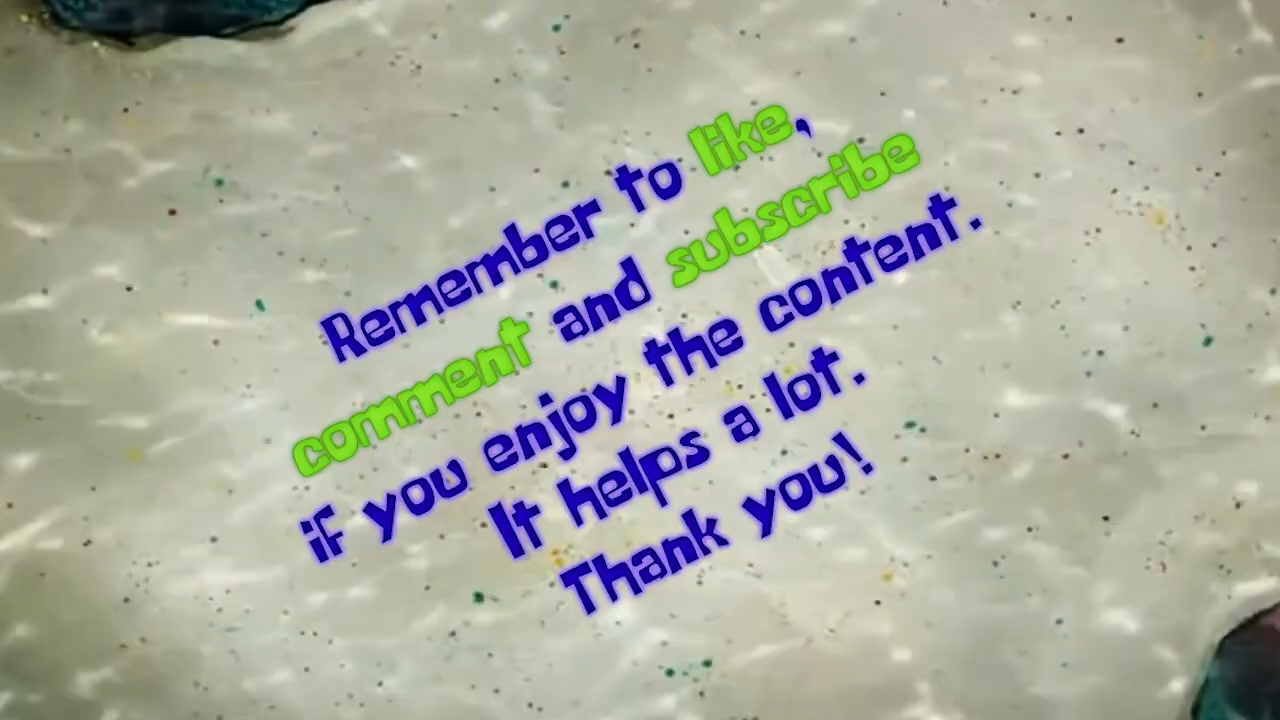 Remember to like,
comment and subscribe
if you enjoy the content.
It helps a lot.
Thank you!